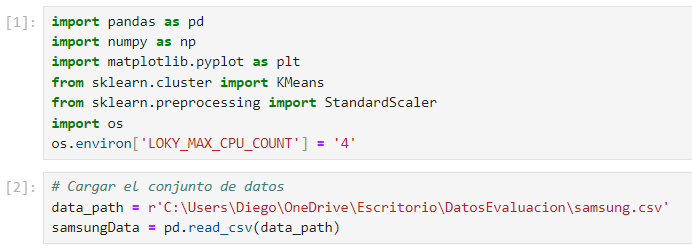 [1]: import pandas as pd
import numpy as np
import matplotlib.pyplot as plt
from sklearn.cluster import KMeans
from sklearn.preprocessing import StandardScaler
import os
os.environ['LOKY_MAX_CPU_COUNT'] = '4'
[2]: # Cargar el conjunto de datos
data_path = r'C:\Users\Diego\OneDrive\Escritorio\DatosEvaluacion\samsung.csv'
samsungData = pd.read_csv(data_path)